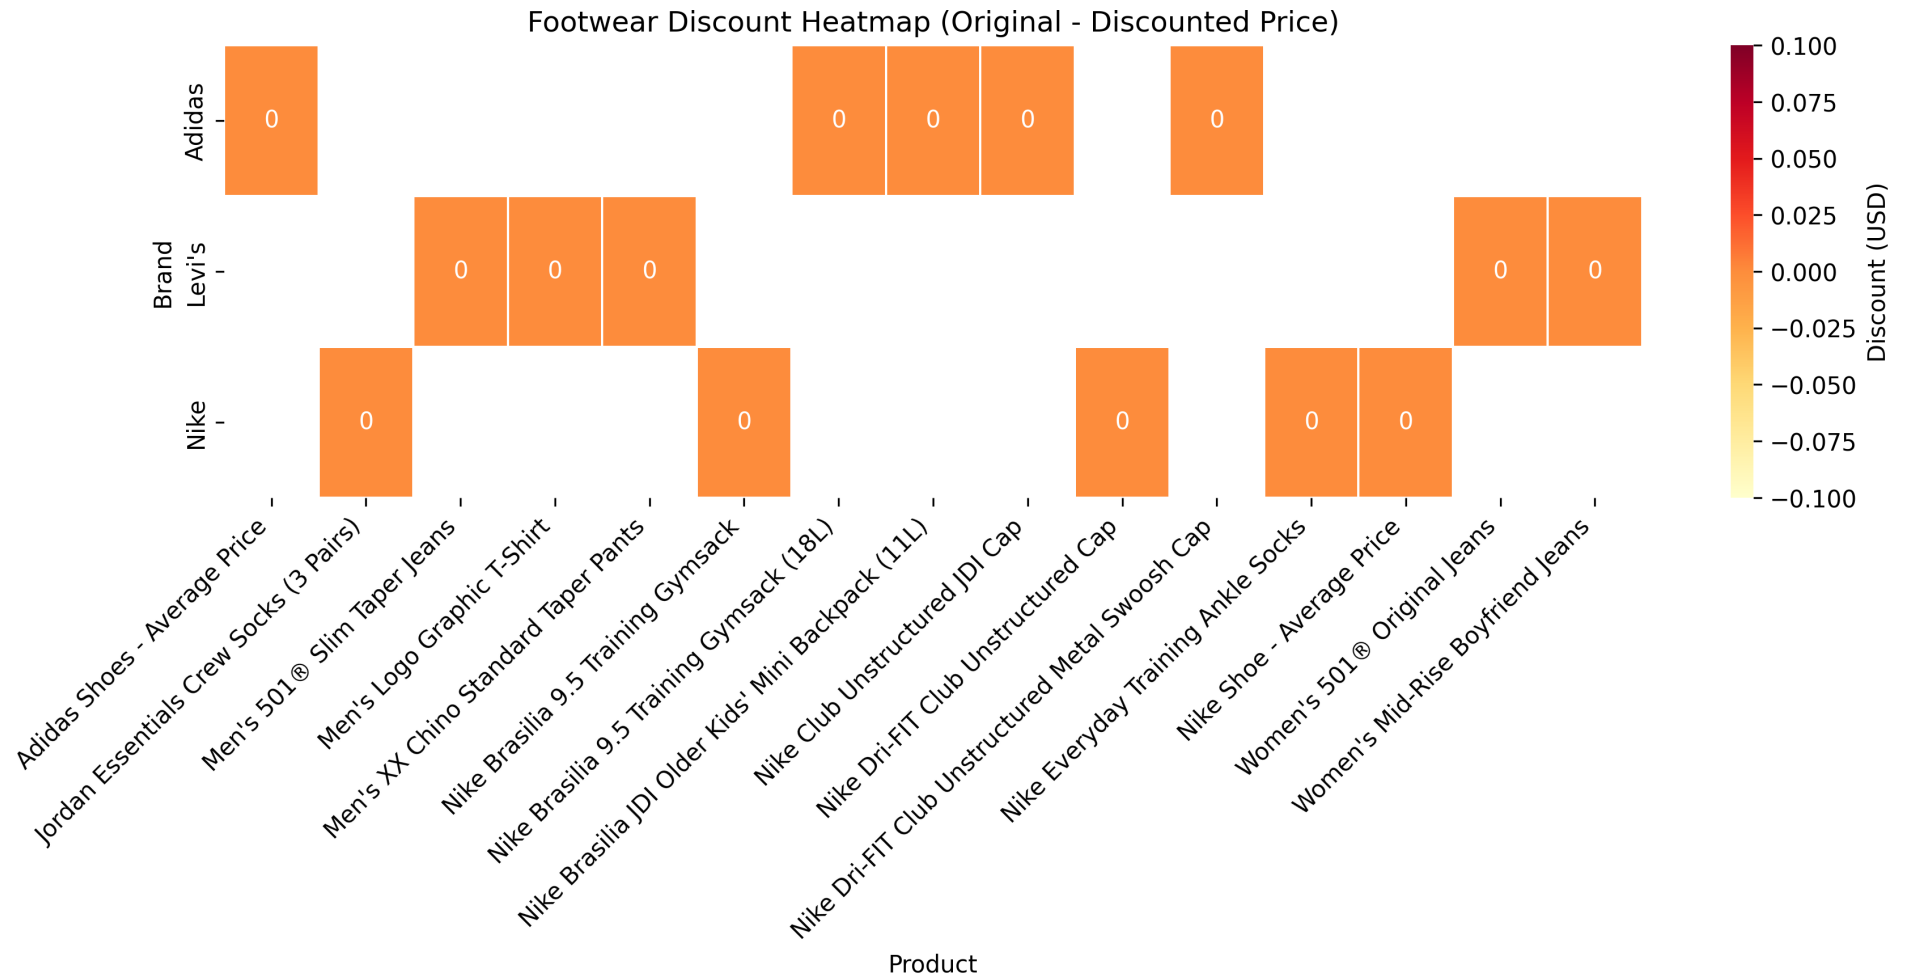 Footwear Discount Heatmap (Original - Discounted Price)
Brand
Adidas
0 0 0 0 0
Levi's
0 0 0 0 0
Nike
0 0 0 0 0
Adidas Shoes - Average Price
Jordan Essentials Crew Socks (3 Pairs)
Men's 501® Slim Taper Jeans
Men's Logo Graphic T-Shirt
Men's XX Chino Standard Taper Pants
Nike Brasilia 9.5 Training Gymsack
Nike Brasilia 9.5 Training Gymsack (18L)
Nike Brasilia JDI Older Kids' Mini Backpack (11L)
Nike Club Unstructured JDI Cap
Nike Dri-FIT Club Unstructured Cap
Nike Dri-FIT Club Unstructured Metal Swoosh Cap
Nike Everyday Training Ankle Socks
Nike Shoe - Average Price
Women's 501® Original Jeans
Women's Mid-Rise Boyfriend Jeans
Product
0.100
0.075
0.050
0.025
0.000
−0.025
−0.050
−0.075
−0.100
Discount (USD)